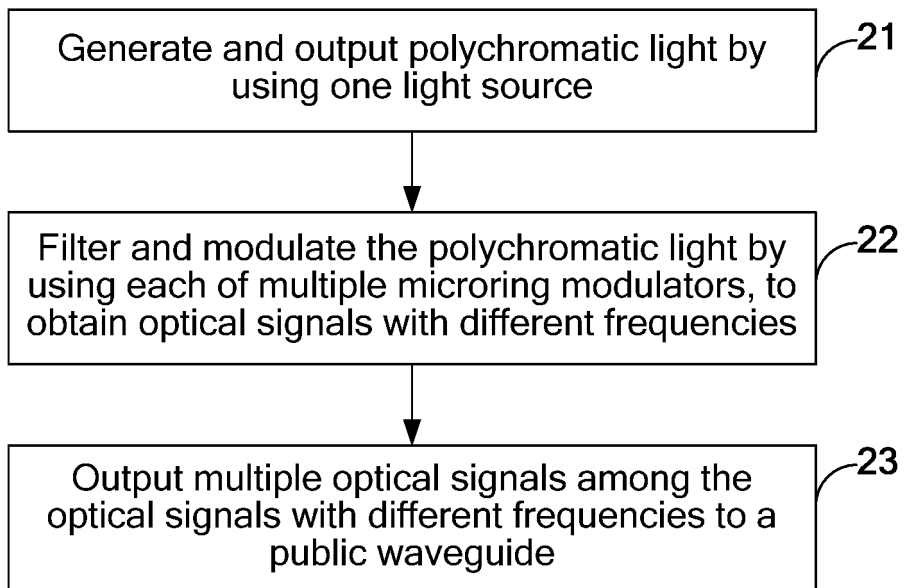 Generate and output polychromatic light by
using one light source
21
Filter and modulate the polychromatic light by
using each of multiple microring modulators, to
obtain optical signals with different frequencies
22
Output multiple optical signals among the
optical signals with different frequencies to a
public waveguide
23